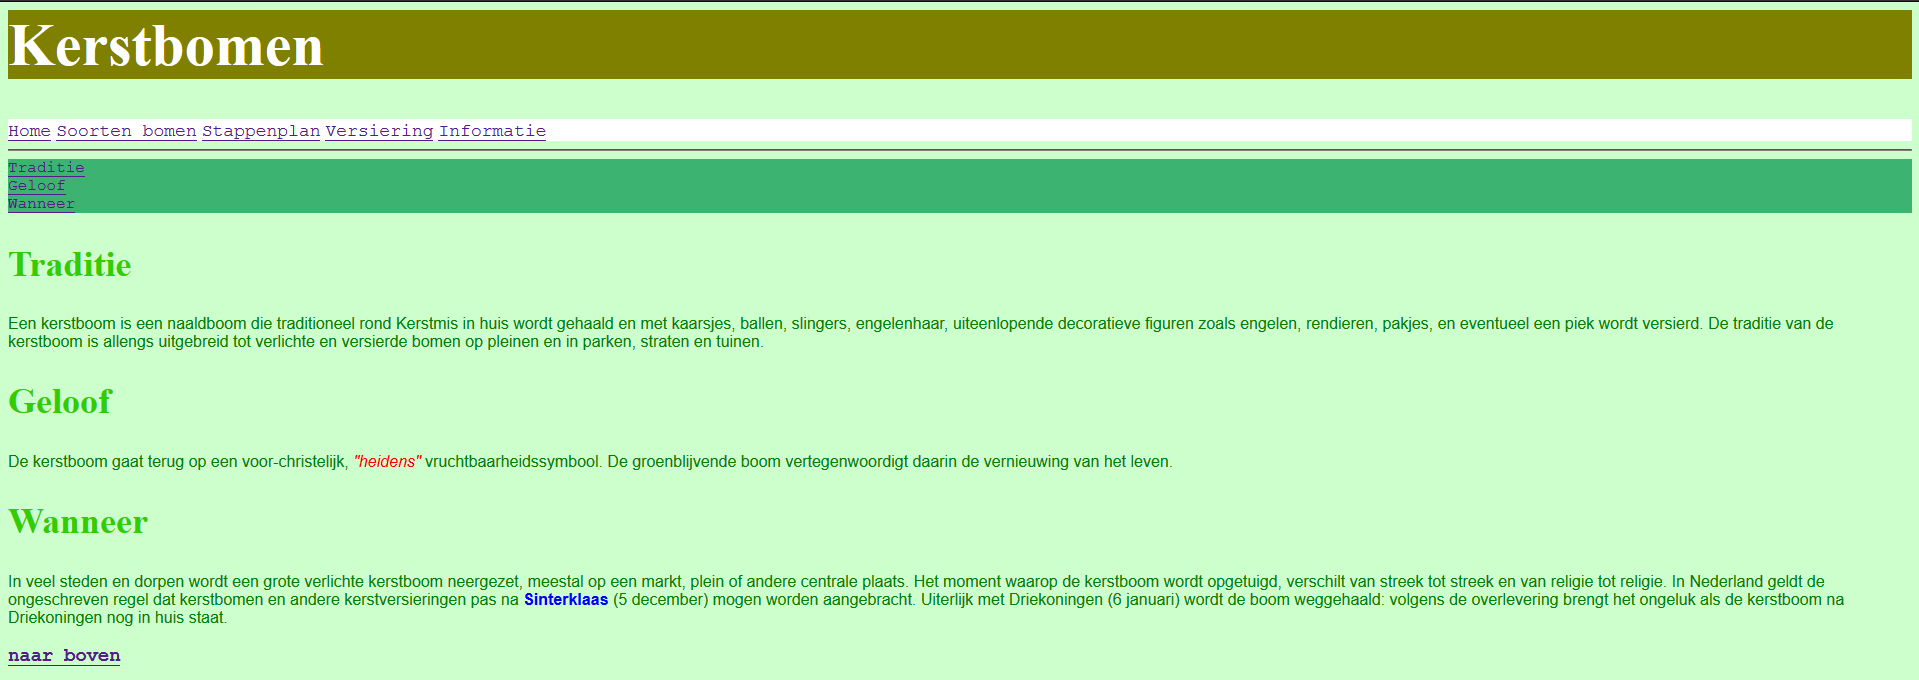 Kerstbomen
Home Soorten bomen Stappenplan Versiering Informatie
Traditie
Geloof
Wanneer
Traditie
Een kerstboom is een naaldboom die traditioneel rond Kerstmis in huis wordt gehaald en met kaarsjes, ballen, slingers, engelenhaar, uiteenlopende decoratieve figuren zoals engelen, rendieren, pakjes, en eventueel een piek wordt versierd. De traditie van de
kerstboom is allengs uitgebreid tot verlichte en versierde bomen op pleinen en in parken, straten en tuinen.
Geloof
De kerstboom gaat terug op een voor-christelijk, "heidens" vruchtbaarheidssymbool. De groenblijvende boom vertegenwoordigt daarin de vernieuwing van het leven.
Wanneer
In veel steden en dorpen wordt een grote verlichte kerstboom neergezet, meestal op een markt, plein of andere centrale plaats. Het moment waarop de kerstboom wordt opgetuigd, verschilt van streek tot streek en van religie tot religie. In Nederland geldt de
ongeschreven regel dat kerstbomen en andere kerstversieringen pas na Sinterklaas (5 december) mogen worden aangebracht. Uiterlijk met Driekoningen (6 januari) wordt de boom weggehaald: volgens de overlevering brengt het ongeluk als de kerstboom na
Driekoningen nog in huis staat.
naar boven